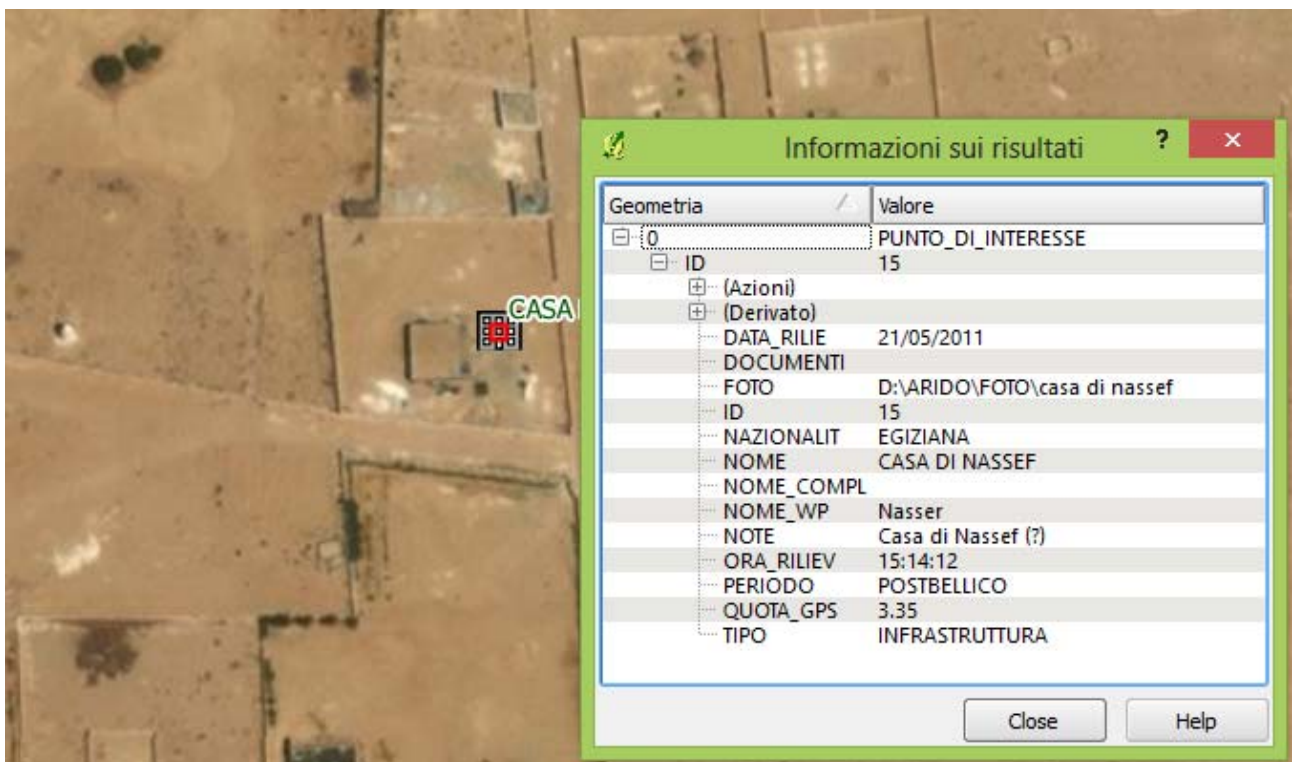 CASA
Informazioni sui risultati ? ×
Geometria Valore
0 PUNTO_DI_INTERESSE
ID 15
(Azioni)
(Derivato)
DATA_RILIE 21/05/2011
DOCUMENTI
FOTO D:\ARIDO\FOTO\casa di nassef
ID 15
NAZIONALIT EGIZIANA
NOME CASA DI NASSEF
NOME_COMPL
NOME_WP Nasser
NOTE Casa di Nassef (?)
ORA_RILIEV 15:14:12
PERIODO POSTBELLICO
QUOTA_GPS 3.35
TIPO INFRASTRUTTURA
Close Help